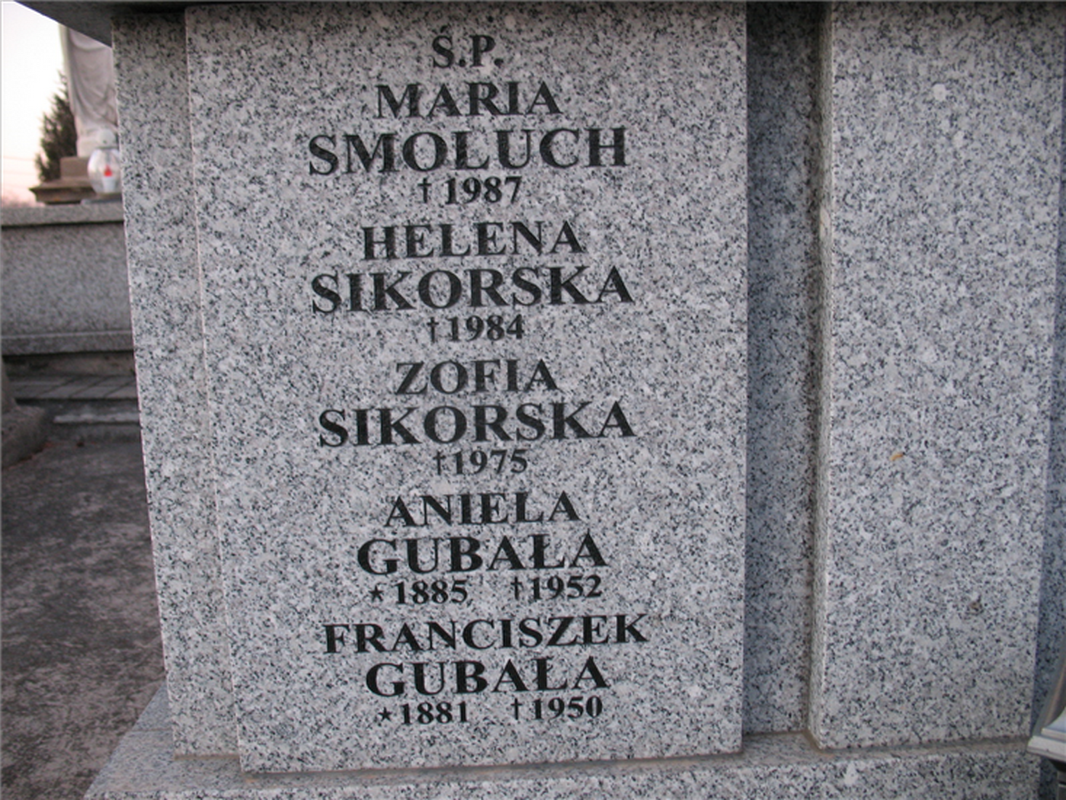 Ś.P.
MARIA
SMOŁUCH
† 1987
HELENA
SIKORSKA
† 1984
ZOFIA
SIKORSKA
† 1975
ANIELA
GUBAŁA
* 1885 † 1952
FRANCISZEK
GUBAŁA
* 1881 † 1950